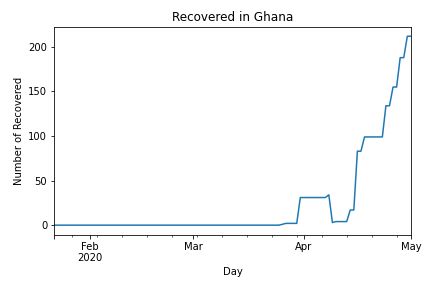 Recovered in Ghana
Number of Recovered
200
150
100
50
0
Feb
2020
Mar
Apr
May
Day